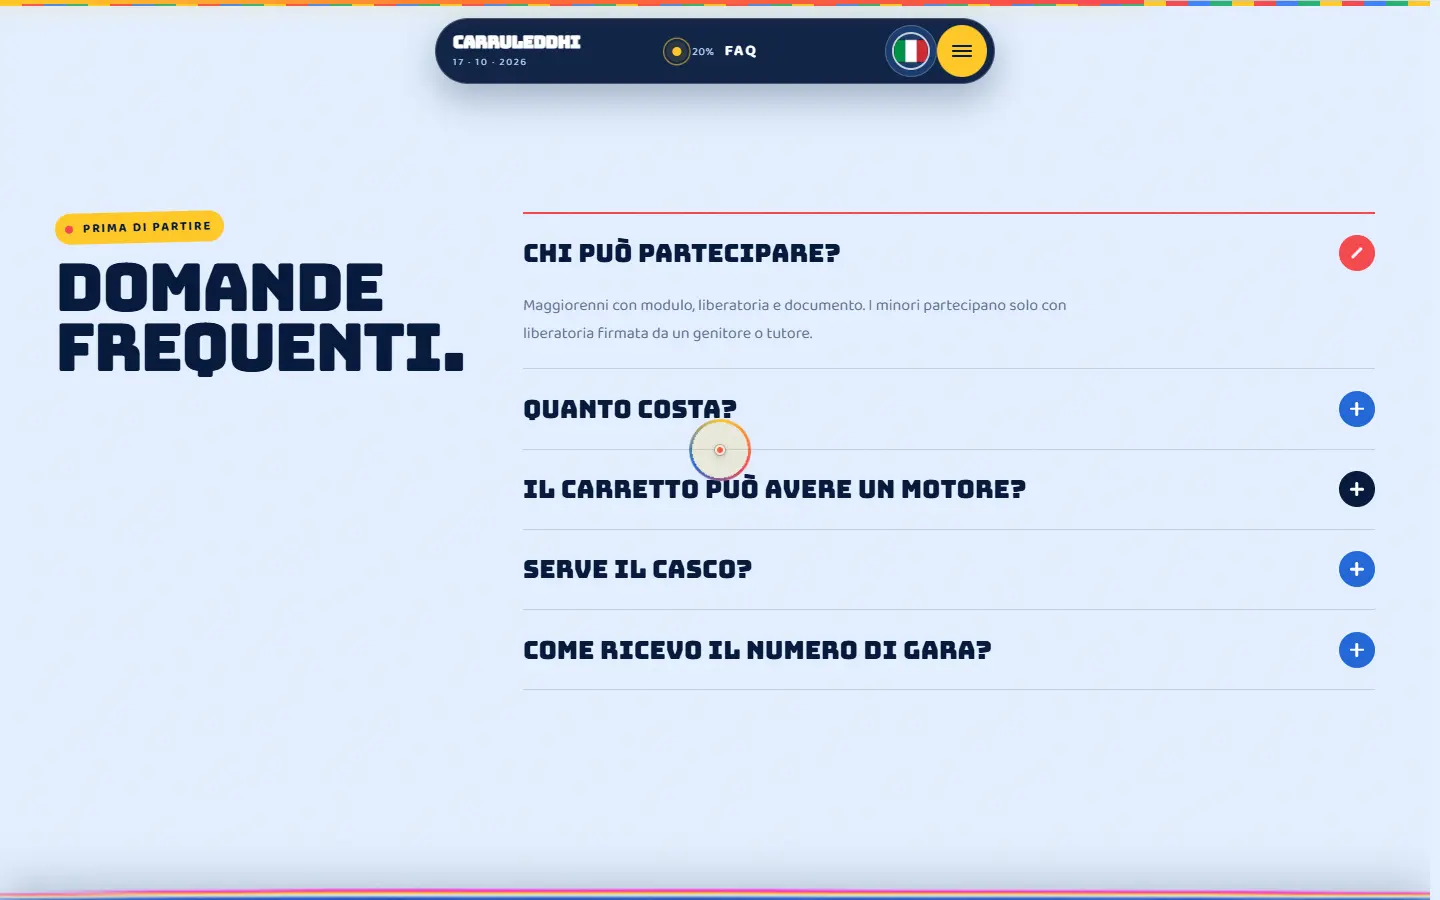 CARRULEDDHI
17 · 10 · 2026
20%
FAQ
PRIMA DI PARTIRE
DOMANDE
FREQUENTI.
CHI PUÒ PARTECIPARE?
Maggiorenni con modulo, liberatoria e documento. I minori partecipano solo con
liberatoria firmata da un genitore o tutore.
QUANTO COSTA?
IL CARRETTO PUÒ AVERE UN MOTORE?
SERVE IL CASCO?
COME RICEVO IL NUMERO DI GARA?